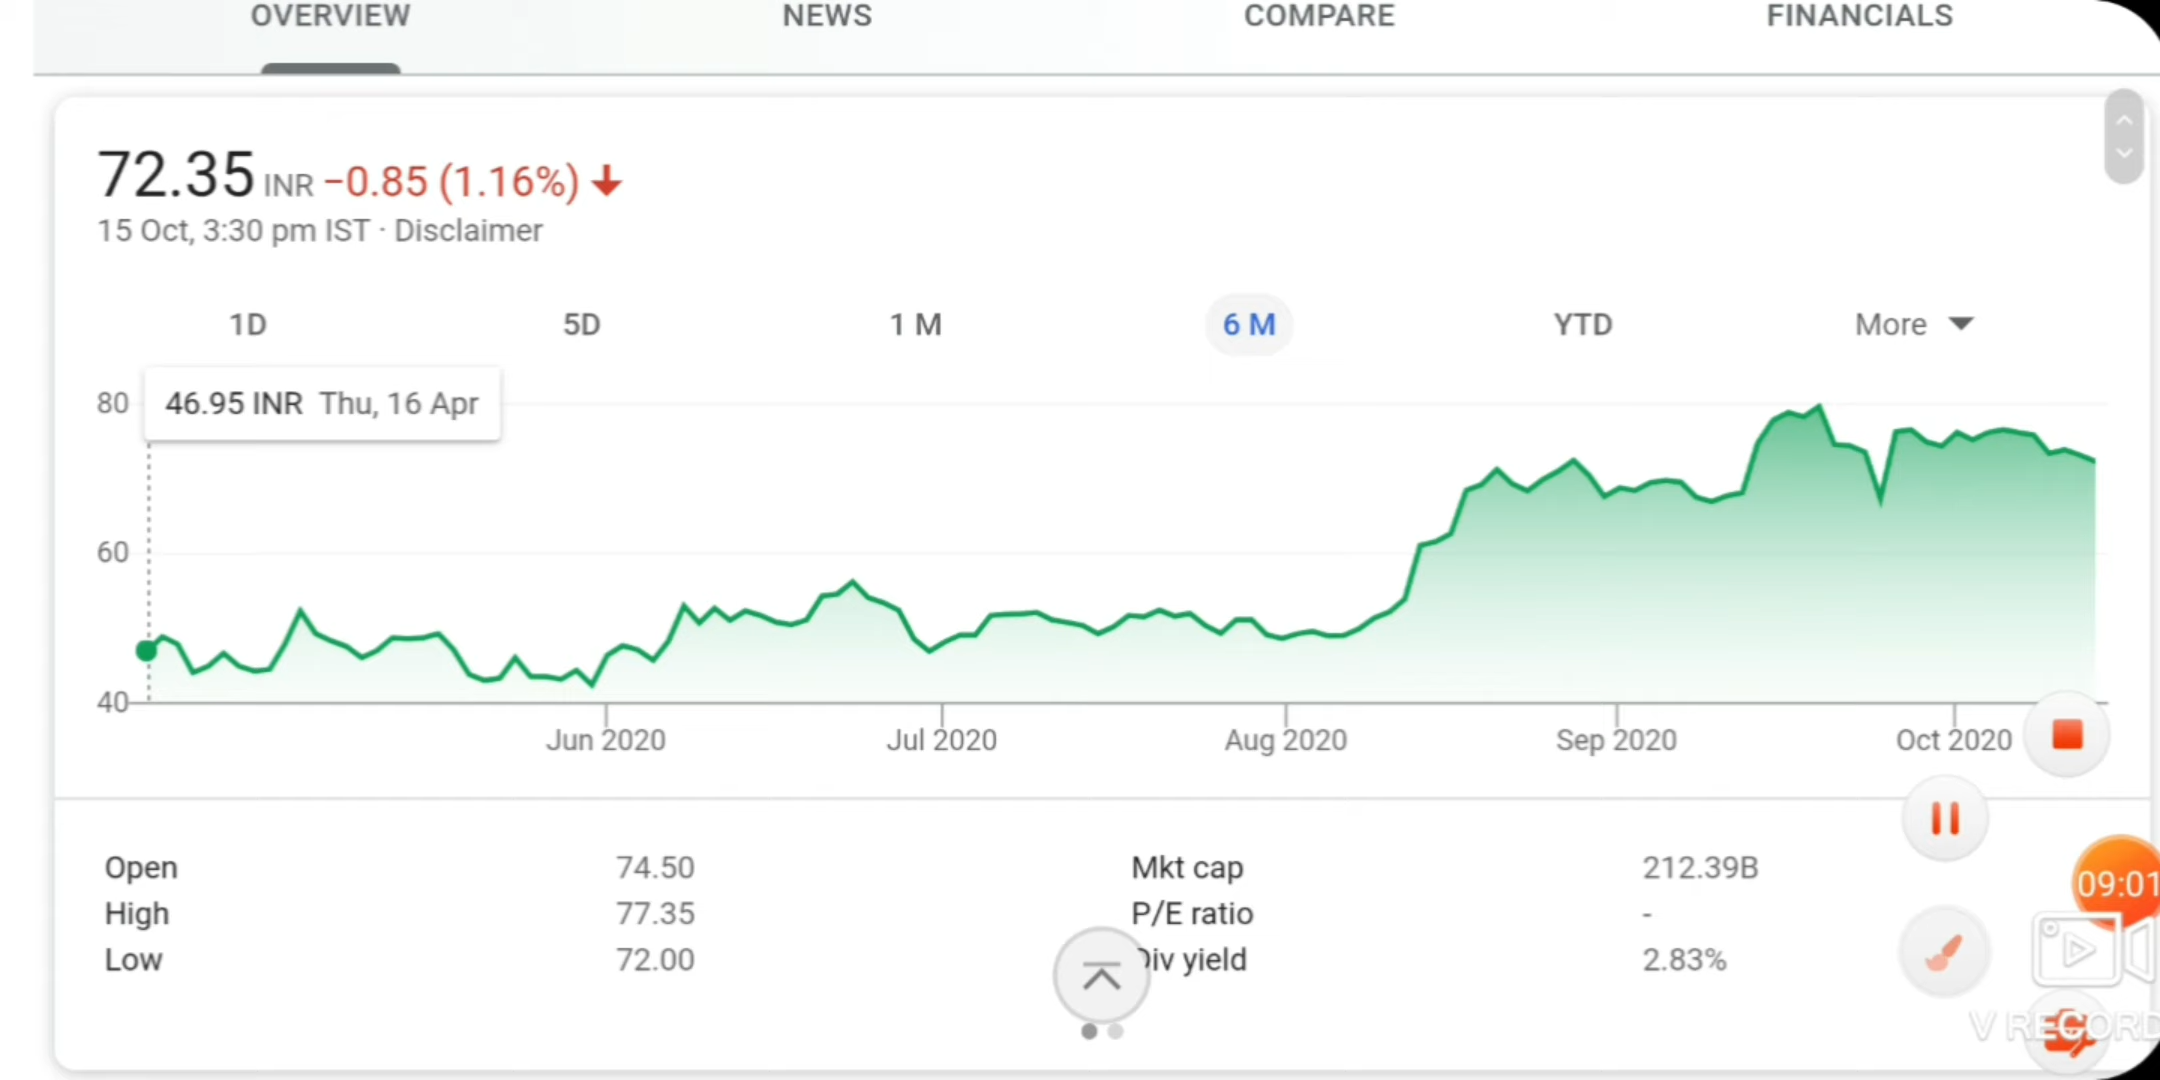 OVERVIEW NEWS COMPARE FINANCIALS
72.35 INR −0.85 (1.16%)
15 Oct, 3:30 pm IST · Disclaimer
1D 5D 1 M 6 M YTD More
80 46.95 INR Thu, 16 Apr
60
40
Jun 2020 Jul 2020 Aug 2020 Sep 2020 Oct 2020
Open 74.50 Mkt cap 212.39B
09:01
High 77.35 P/E ratio -
Low 72.00 Div yield 2.83%
V RECORD